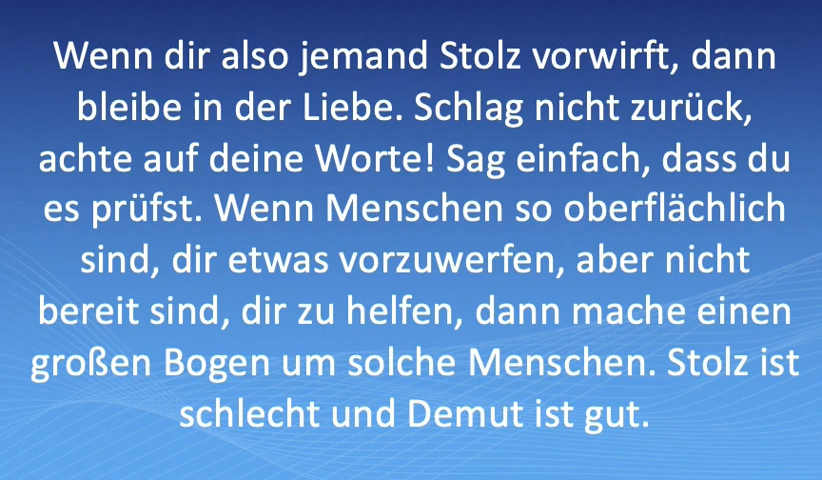 Wenn dir also jemand Stolz vorwirft, dann
bleibe in der Liebe. Schlag nicht zurück,
achte auf deine Worte! Sag einfach, dass du
es prüfst. Wenn Menschen so oberflächlich
sind, dir etwas vorzuwerfen, aber nicht
bereit sind, dir zu helfen, dann mache einen
großen Bogen um solche Menschen. Stolz ist
schlecht und Demut ist gut.